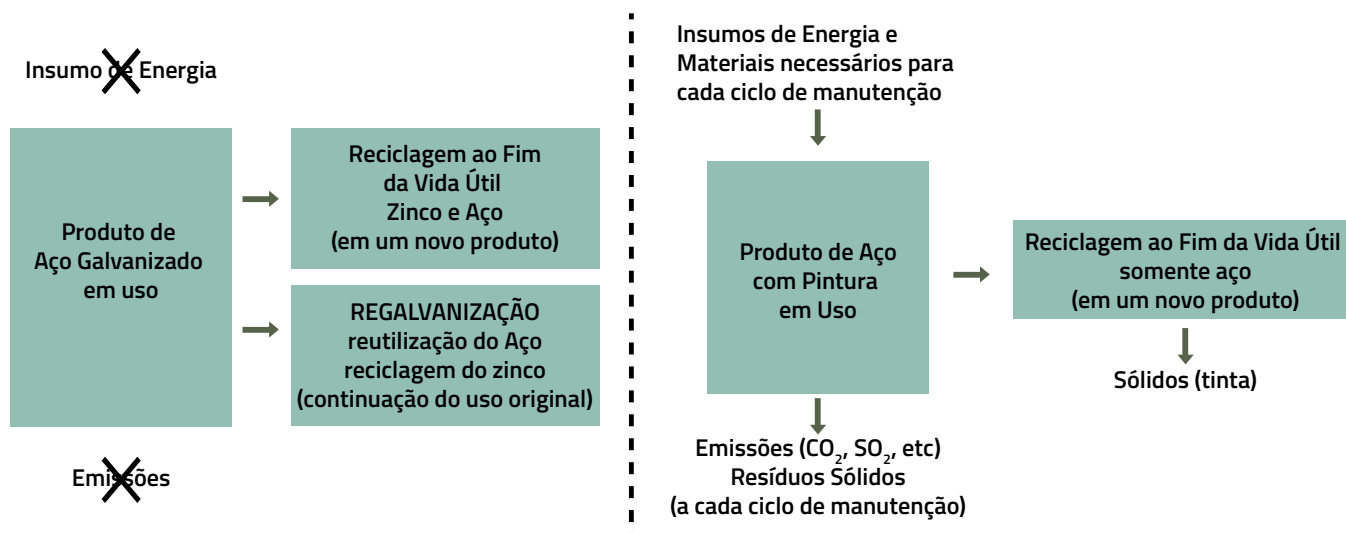 Insumo de Energia
Produto de
Aço Galvanizado
em uso
Emissões
Reciclagem ao Fim
da Vida Útil
Zinco e Aço
(em um novo produto)
REGALVANIZAÇÃO
reutilização do Aço
reciclagem do zinco
(continuação do uso original)
Insumos de Energia e
Materiais necessários para
cada ciclo de manutenção
Produto de Aço
com Pintura
em Uso
Emissões (CO₂, SO₂, etc)
Resíduos Sólidos
(a cada ciclo de manutenção)
Reciclagem ao Fim da Vida Útil
somente aço
(em um novo produto)
Sólidos (tinta)